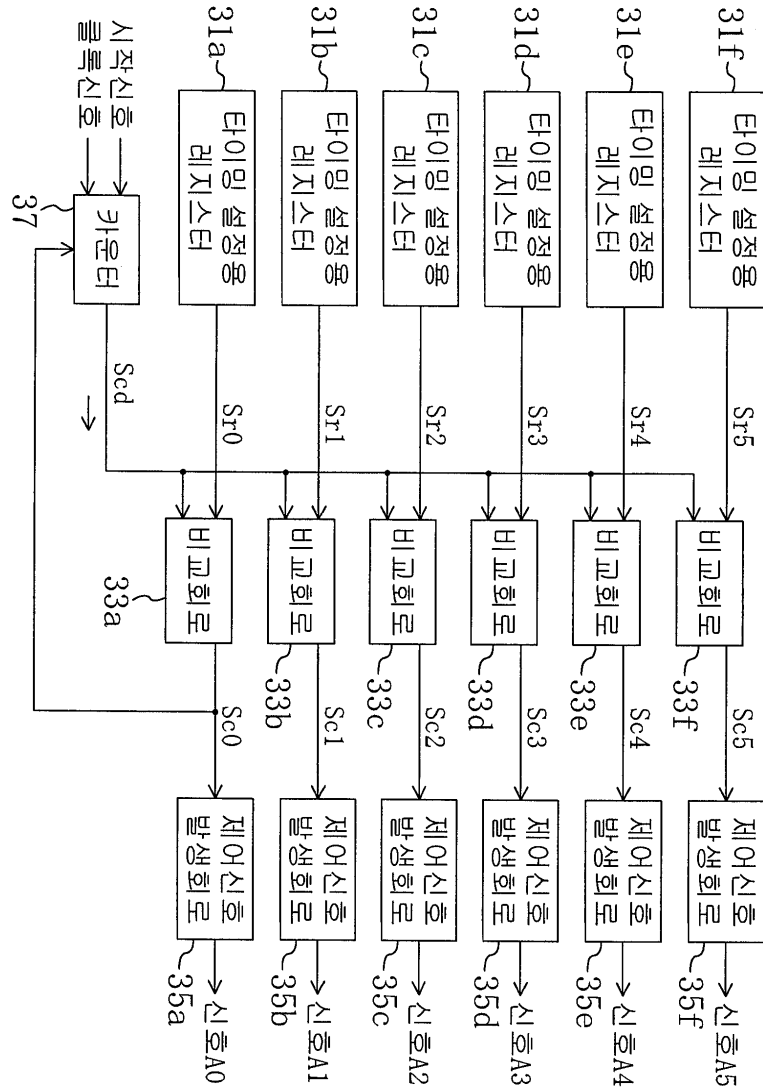 31f
타이밍 설정용
레지스터
Sr5
비교회로
33f
Sc5
제어신호
발생회로
35f
신호A5
31e
타이밍 설정용
레지스터
Sr4
비교회로
33e
Sc4
제어신호
발생회로
35e
신호A4
31d
타이밍 설정용
레지스터
Sr3
비교회로
33d
Sc3
제어신호
발생회로
35d
신호A3
31c
타이밍 설정용
레지스터
Sr2
비교회로
33c
Sc2
제어신호
발생회로
35c
신호A2
31b
타이밍 설정용
레지스터
Sr1
비교회로
33b
Sc1
제어신호
발생회로
35b
신호A1
31a
타이밍 설정용
레지스터
Sr0
비교회로
33a
Sc0
제어신호
발생회로
35a
신호A0
시작신호
클록신호
카운터
37
Scd